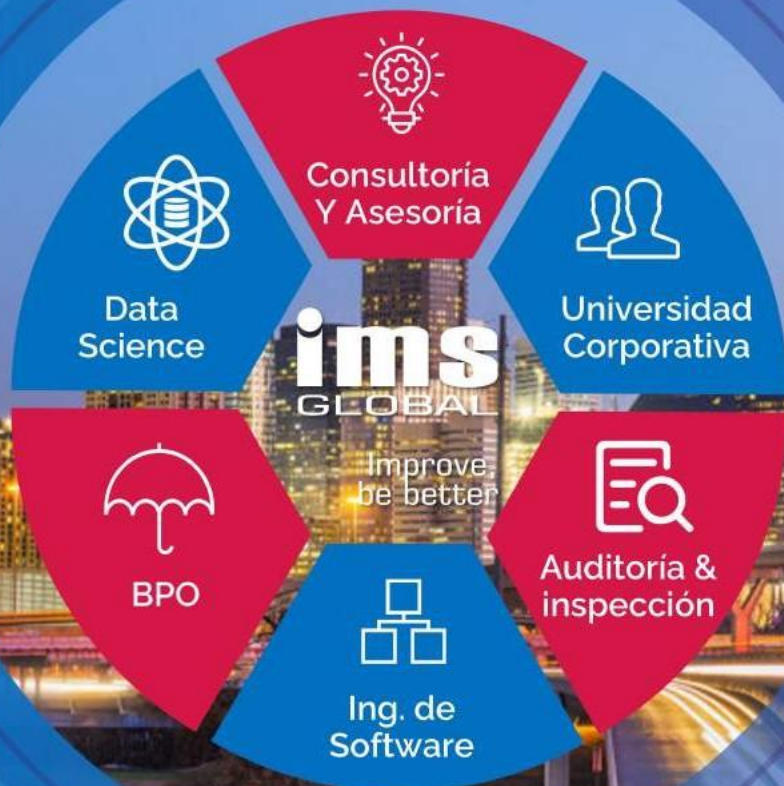 Consultoría
Y Asesoría
Universidad
Corporativa
Auditoría &
inspección
Ing. de
Software
BPO
Data
Science
ims
GLOBAL
Improve,
be better